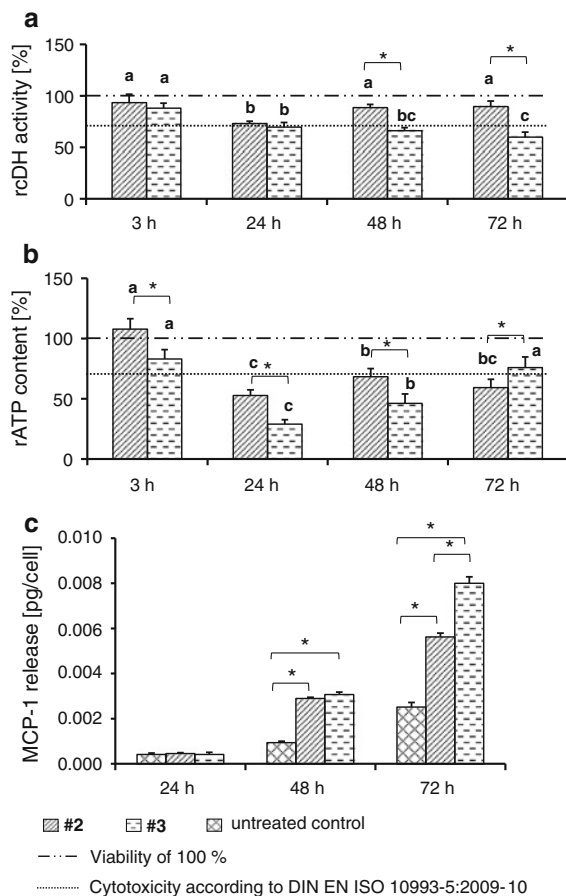 a
rcDH activity [%]
150
100
50
0
a a b b a * bc a * c
3 h 24 h 48 h 72 h
b
rATP content [%]
150
100
50
0
a * a c * c b * b bc * a
3 h 24 h 48 h 72 h
c
MCP-1 release [pg/cell]
0.010
0.008
0.006
0.004
0.002
0.000
* * * * *
24 h 48 h 72 h
#2 #3 untreated control
Viability of 100 %
Cytotoxicity according to DIN EN ISO 10993-5:2009-10